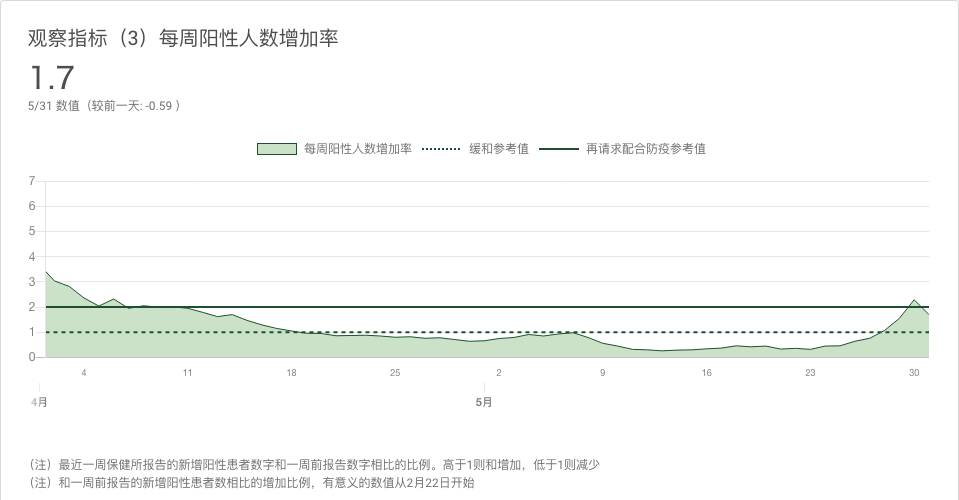 观察指标（3）每周阳性人数增加率
1.7
5/31 数值（较前一天: -0.59 ）
每周阳性人数增加率 缓和参考值 再请求配合防疫参考值
7
6
5
4
3
2
1
0
4 11 18 25 2 9 16 23 30
4月 5月
（注）最近一周保健所报告的新增阳性患者数字和一周前报告数字相比的比例。高于1则和增加，低于1则减少
（注）和一周前报告的新增阳性患者数相比的增加比例，有意义的数值从2月22日开始